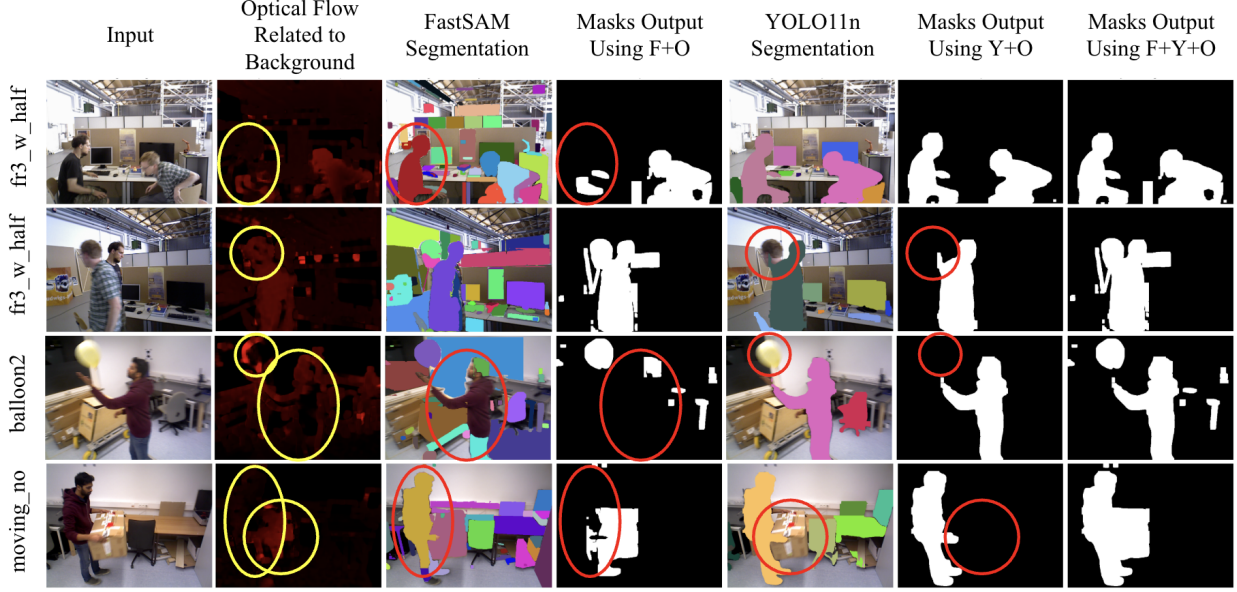 Input
Optical Flow
Related to
Background
FastSAM
Segmentation
Masks Output
Using F+O
YOLO11n
Segmentation
Masks Output
Using Y+O
Masks Output
Using F+Y+O
fr3_w_half
fr3_w_half
balloon2
moving_no